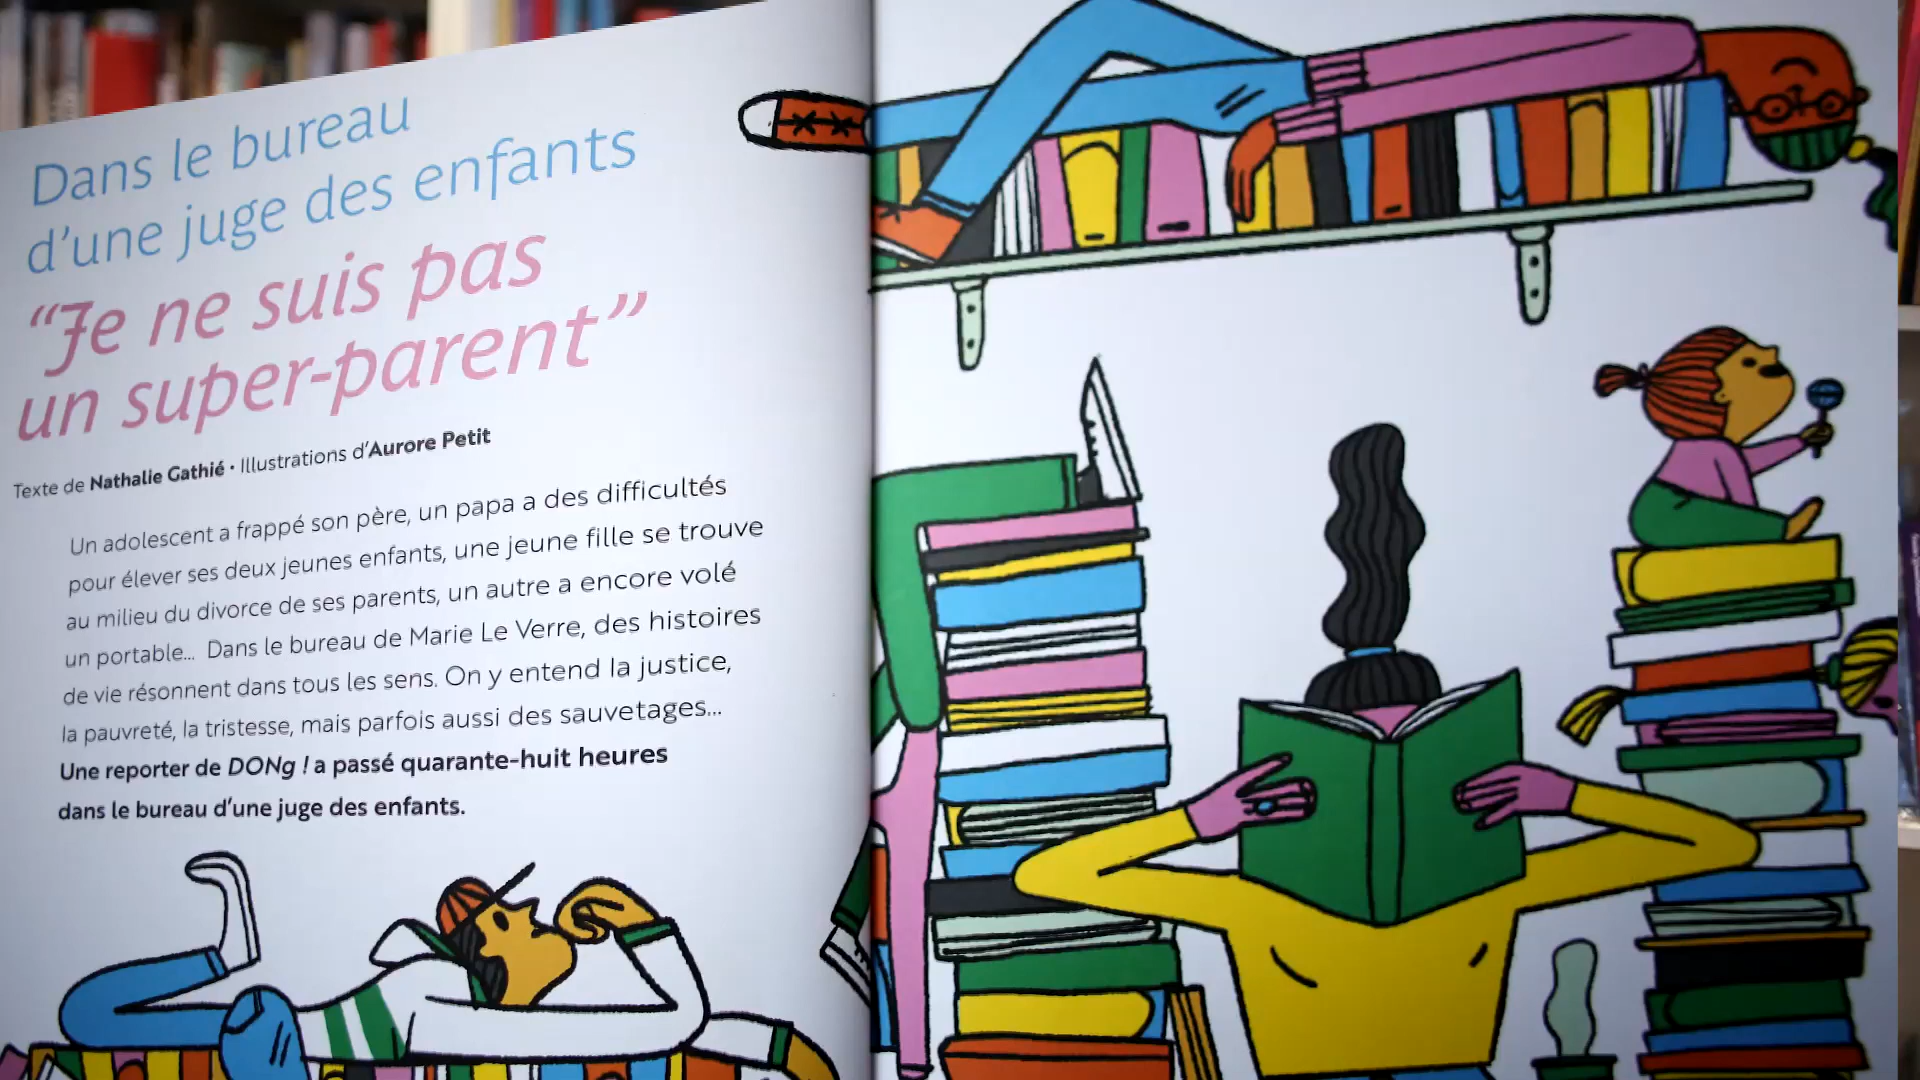 Dans le bureau
d'une juge des enfants
“Je ne suis pas
un super-parent”
Texte de Nathalie Gathié • Illustrations d'Aurore Petit
Un adolescent a frappé son père, un papa a des difficultés
pour élever ses deux jeunes enfants, une jeune fille se trouve
au milieu du divorce de ses parents, un autre a encore volé
un portable... Dans le bureau de Marie Le Verre, des histoires
de vie résonnent dans tous les sens. On y entend la justice,
la pauvreté, la tristesse, mais parfois aussi des sauvetages...
Une reporter de DONg ! a passé quarante-huit heures
dans le bureau d'une juge des enfants.